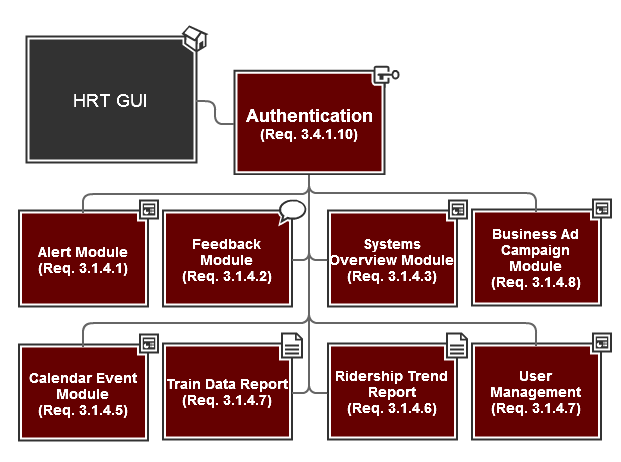 HRT GUI
Authentication
(Req. 3.4.1.10)
Alert Module
(Req. 3.1.4.1)
Feedback
Module
(Req. 3.1.4.2)
Systems
Overview Module
(Req. 3.1.4.3)
Business Ad
Campaign
Module
(Req. 3.1.4.8)
Calendar Event
Module
(Req. 3.1.4.5)
Train Data Report
(Req. 3.1.4.7)
Ridership Trend
Report
(Req. 3.1.4.6)
User
Management
(Req. 3.1.4.7)